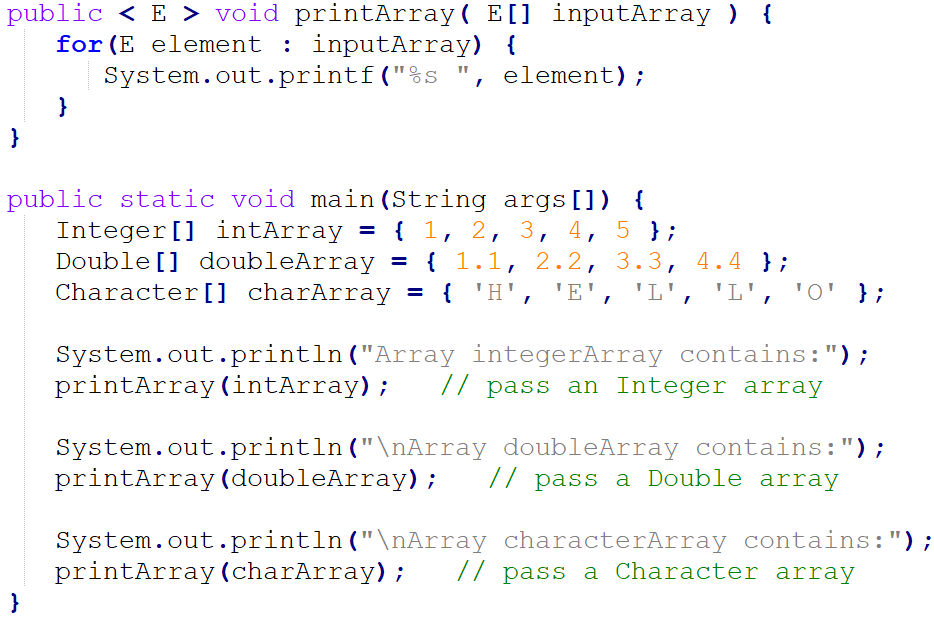 public < E > void printArray( E[] inputArray ) {
   for(E element : inputArray) {
      System.out.printf("%s ", element);
   }
}
public static void main(String args[]) {
   Integer[] intArray = { 1, 2, 3, 4, 5 };
   Double[] doubleArray = { 1.1, 2.2, 3.3, 4.4 };
   Character[] charArray = { 'H', 'E', 'L', 'L', 'O' };
   System.out.println("Array integerArray contains:");
   printArray(intArray);   // pass an Integer array
   System.out.println("\nArray doubleArray contains:");
   printArray(doubleArray);   // pass a Double array
   System.out.println("\nArray characterArray contains:");
   printArray(charArray);   // pass a Character array
}